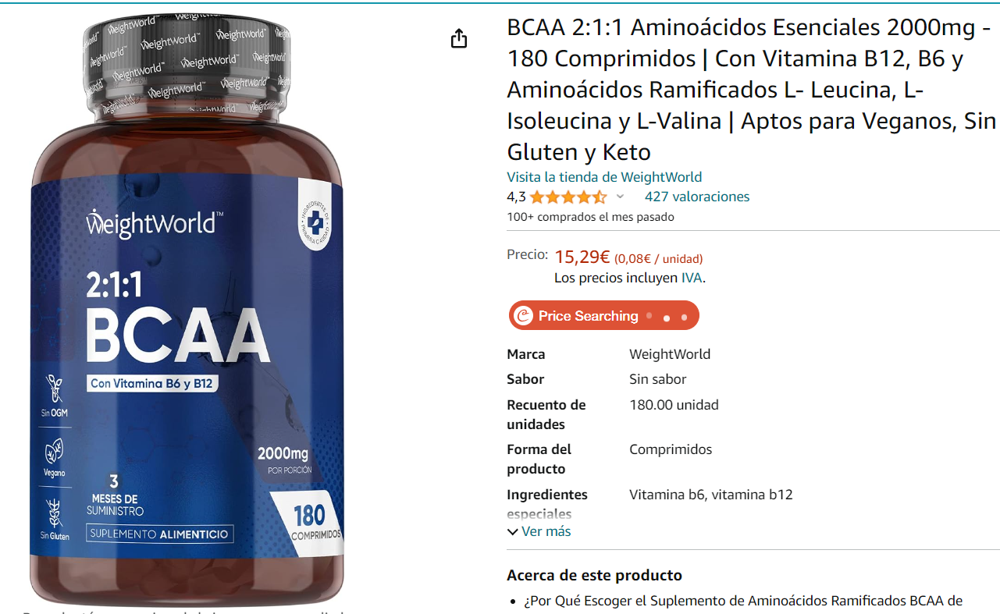 WeightWorld™
WeightWorld™
2:1:1
BCAA
Con Vitamina B6 y B12
INGREDIENTES DE PRIMERA CALIDAD
Sin OGM
Vegano
Sin Gluten
2000mg
POR PORCIÓN
3
MESES DE
SUMINISTRO
SUPLEMENTO ALIMENTICIO
180
COMPRIMIDOS
BCAA 2:1:1 Aminoácidos Esenciales 2000mg -
180 Comprimidos | Con Vitamina B12, B6 y
Aminoácidos Ramificados L- Leucina, L-
Isoleucina y L-Valina | Aptos para Veganos, Sin
Gluten y Keto
Visita la tienda de WeightWorld
4,3 427 valoraciones
100+ comprados el mes pasado
Precio: 15,29€ (0,08€ / unidad)
Los precios incluyen IVA.
Price Searching
Marca WeightWorld
Sabor Sin sabor
Recuento de 180.00 unidad
unidades
Forma del Comprimidos
producto
Ingredientes Vitamina b6, vitamina b12
especiales
Ver más
Acerca de este producto
• ¿Por Qué Escoger el Suplemento de Aminoácidos Ramificados BCAA de